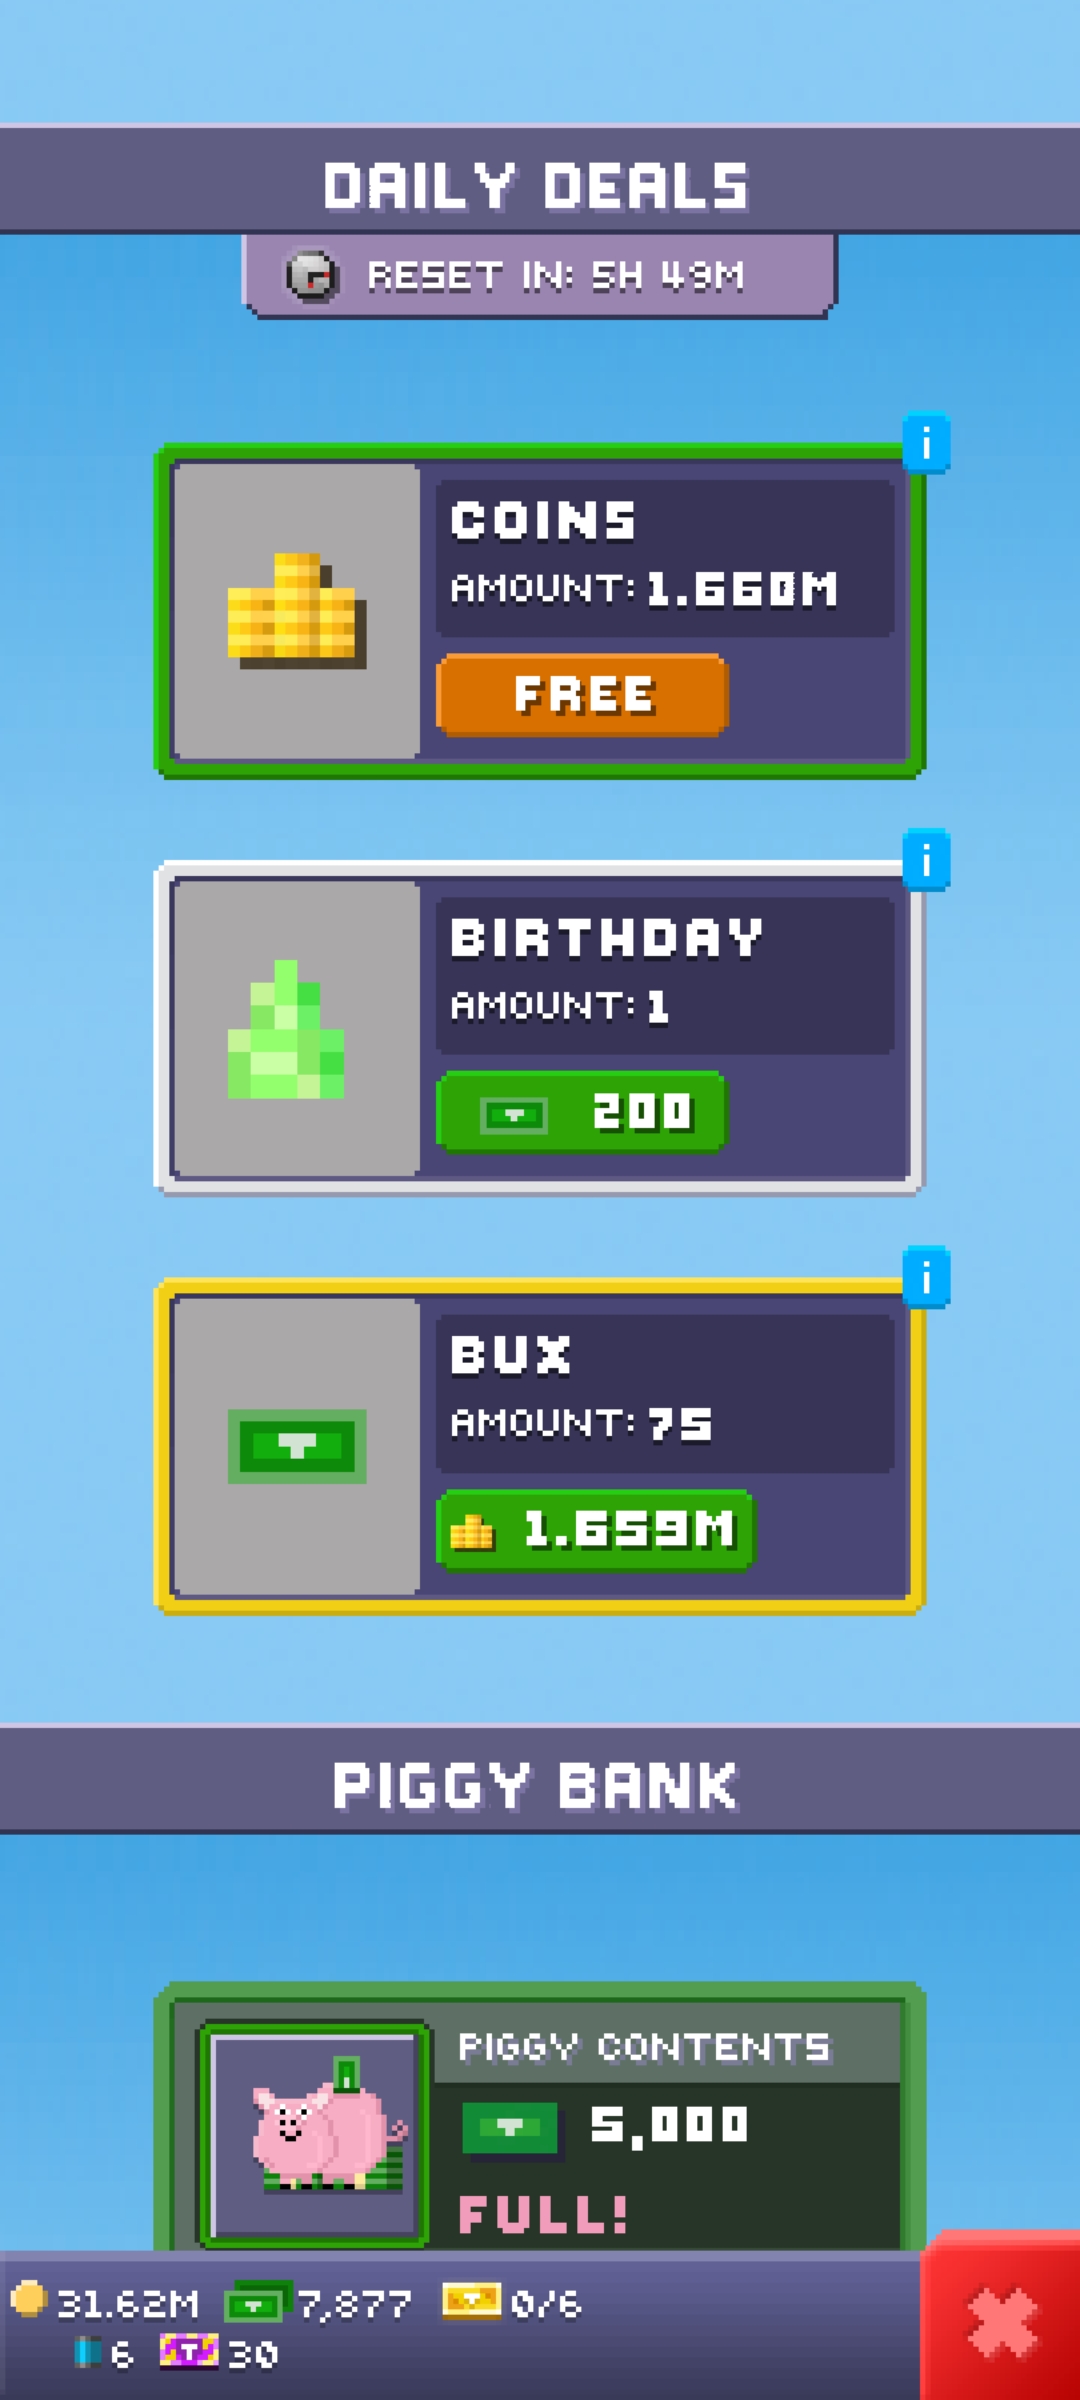 DAILY DEALS
RESET IN: 5H 49M
i
COINS
AMOUNT: 1.660M
FREE
i
BIRTHDAY
AMOUNT: 1
200
i
BUX
AMOUNT: 75
1.659M
PIGGY BANK
PIGGY CONTENTS
5,000
FULL!
31.62M 7,877 0/6
6 30